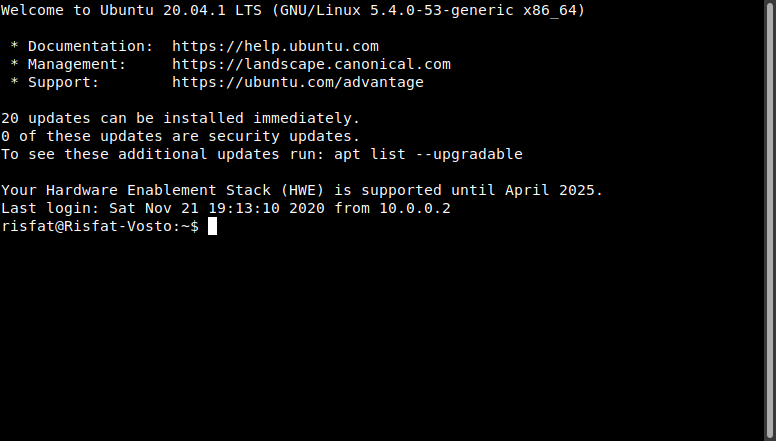 Welcome to Ubuntu 20.04.1 LTS (GNU/Linux 5.4.0-53-generic x86_64)
* Documentation:  https://help.ubuntu.com
* Management:     https://landscape.canonical.com
* Support:        https://ubuntu.com/advantage
20 updates can be installed immediately.
0 of these updates are security updates.
To see these additional updates run: apt list --upgradable
Your Hardware Enablement Stack (HWE) is supported until April 2025.
Last login: Sat Nov 21 19:13:10 2020 from 10.0.0.2
risfat@Risfat-Vosto:~$